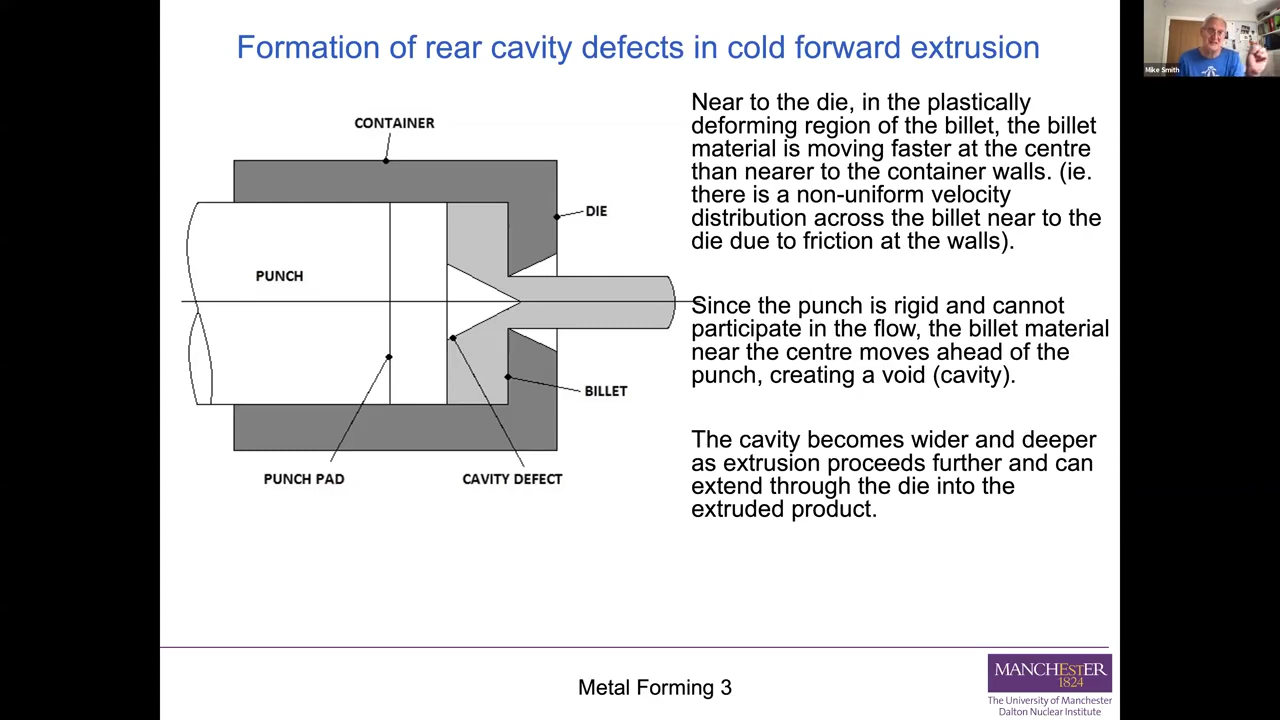 Formation of rear cavity defects in cold forward extrusion
Mike Smith
CONTAINER
DIE
PUNCH
BILLET
PUNCH PAD
CAVITY DEFECT
Near to the die, in the plastically
deforming region of the billet, the billet
material is moving faster at the centre
than nearer to the container walls. (ie.
there is a non-uniform velocity
distribution across the billet near to the
die due to friction at the walls).
Since the punch is rigid and cannot
participate in the flow, the billet material
near the centre moves ahead of the
punch, creating a void (cavity).
The cavity becomes wider and deeper
as extrusion proceeds further and can
extend through the die into the
extruded product.
Metal Forming 3
MANCHESTER
1824
The University of Manchester
Dalton Nuclear Institute